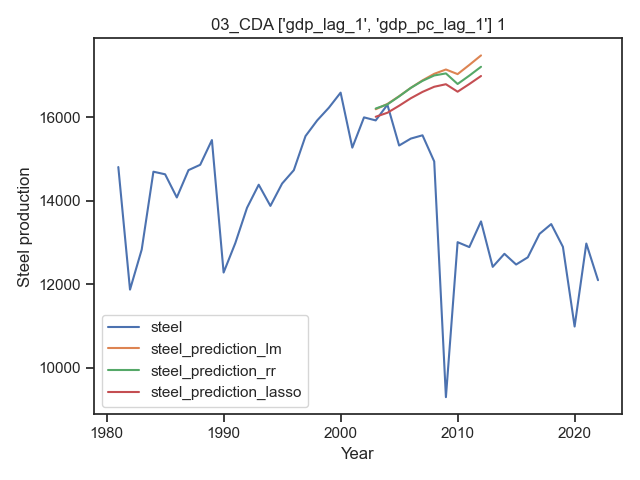 03_CDA ['gdp_lag_1', 'gdp_pc_lag_1'] 1
Steel production
16000
14000
12000
10000
steel
steel_prediction_lm
steel_prediction_rr
steel_prediction_lasso
1980
1990
2000
2010
2020
Year